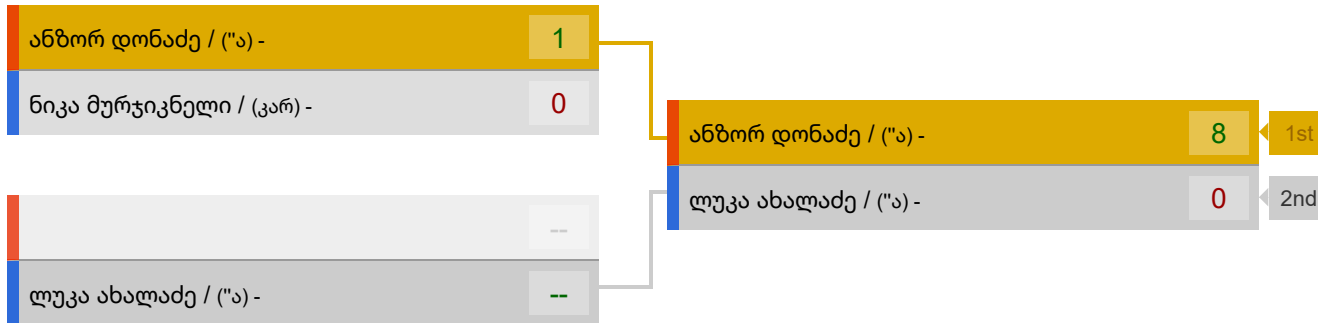 ანზორ დონაძე / ("ა) - 1
ნიკა მურჯიკნელი / (კარ) - 0
--
ლუკა ახალაძე / ("ა) - --
ანზორ დონაძე / ("ა) - 8 1st
ლუკა ახალაძე / ("ა) - 0 2nd